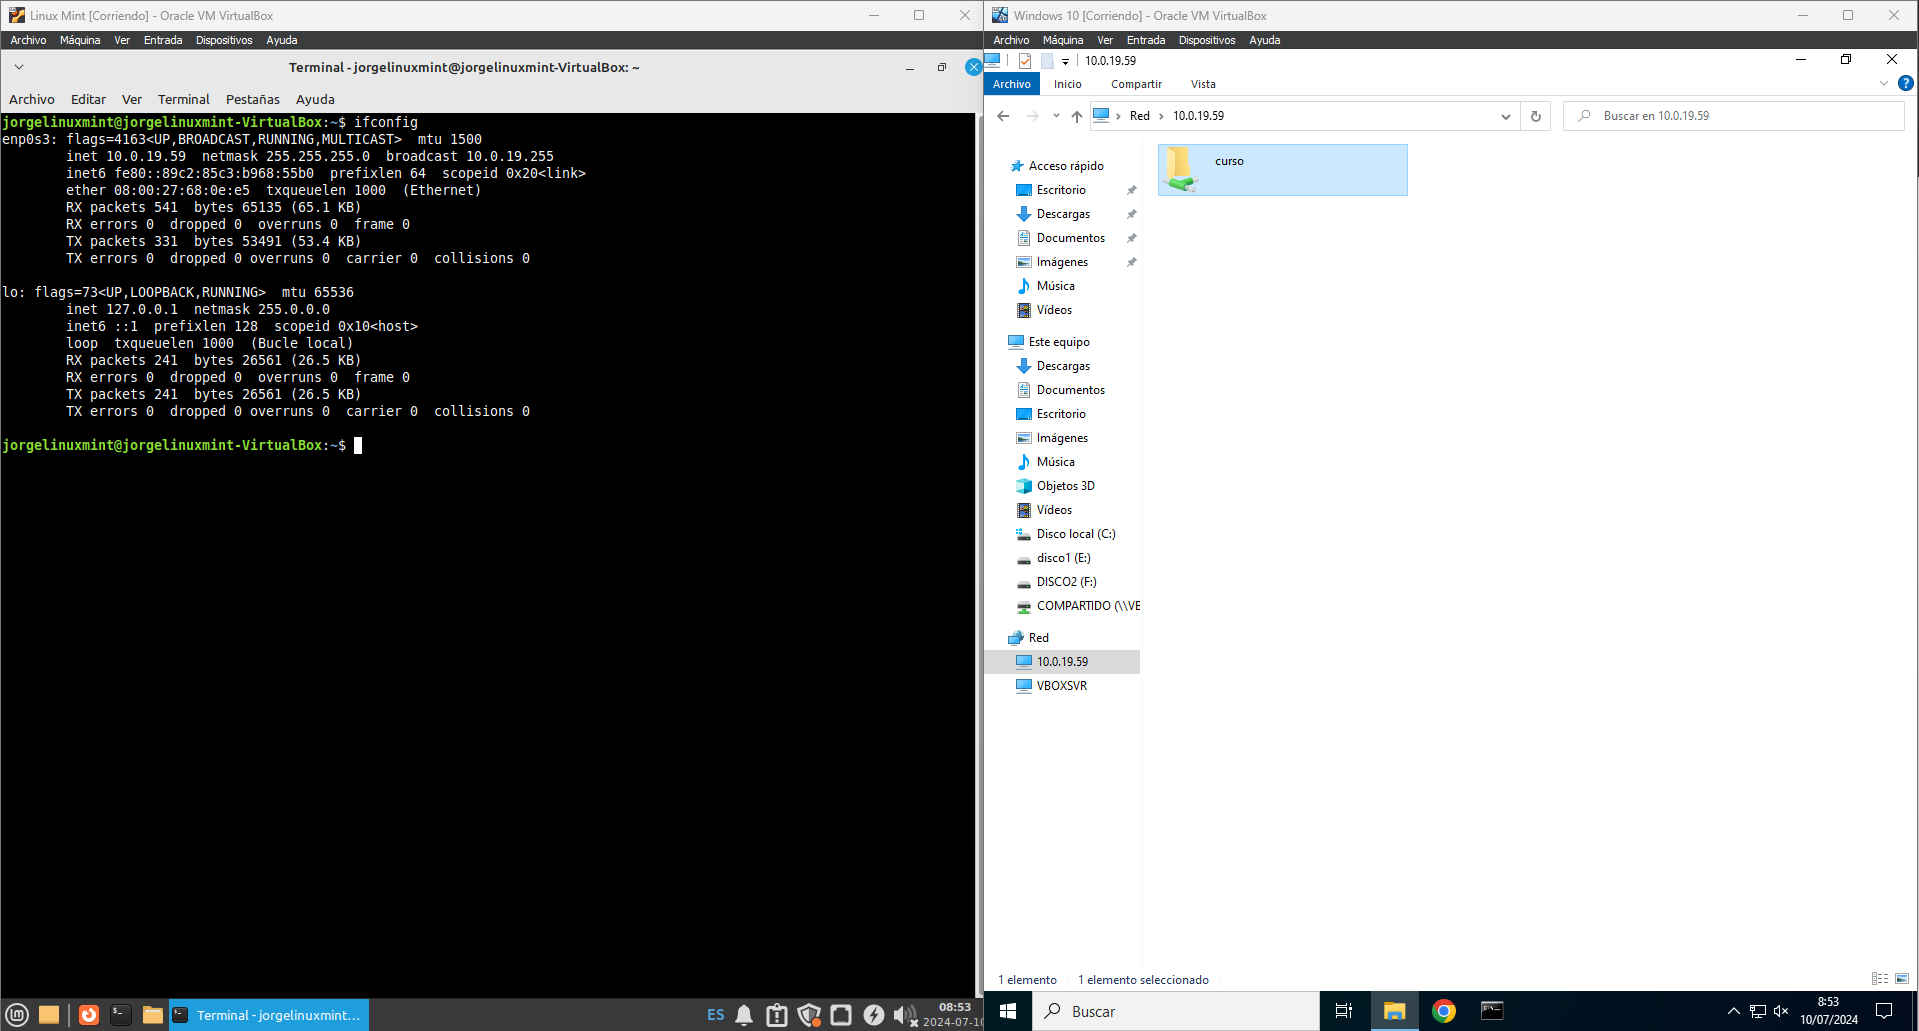 Linux Mint [Corriendo] - Oracle VM VirtualBox
Archivo Máquina Ver Entrada Dispositivos Ayuda
Terminal - jorgelinuxmint@jorgelinuxmint-VirtualBox: ~
Archivo Editar Ver Terminal Pestañas Ayuda
jorgelinuxmint@jorgelinuxmint-VirtualBox:~$ ifconfig
enp0s3: flags=4163<UP,BROADCAST,RUNNING,MULTICAST>  mtu 1500
        inet 10.0.19.59  netmask 255.255.255.0  broadcast 10.0.19.255
        inet6 fe80::89c2:85c3:b968:55b0  prefixlen 64  scopeid 0x20<link>
        ether 08:00:27:68:0e:e5  txqueuelen 1000  (Ethernet)
        RX packets 541  bytes 65135 (65.1 KB)
        RX errors 0  dropped 0  overruns 0  frame 0
        TX packets 331  bytes 53491 (53.4 KB)
        TX errors 0  dropped 0 overruns 0  carrier 0  collisions 0
lo: flags=73<UP,LOOPBACK,RUNNING>  mtu 65536
        inet 127.0.0.1  netmask 255.0.0.0
        inet6 ::1  prefixlen 128  scopeid 0x10<host>
        loop  txqueuelen 1000  (Bucle local)
        RX packets 241  bytes 26561 (26.5 KB)
        RX errors 0  dropped 0  overruns 0  frame 0
        TX packets 241  bytes 26561 (26.5 KB)
        TX errors 0  dropped 0 overruns 0  carrier 0  collisions 0
jorgelinuxmint@jorgelinuxmint-VirtualBox:~$
Terminal - jorgelinuxmint...
ES
08:53
2024-07-10
Windows 10 [Corriendo] - Oracle VM VirtualBox
Archivo Máquina Ver Entrada Dispositivos Ayuda
10.0.19.59
Archivo Inicio Compartir Vista
Red > 10.0.19.59
Buscar en 10.0.19.59
Acceso rápido
Escritorio
Descargas
Documentos
Imágenes
Música
Vídeos
Este equipo
Descargas
Documentos
Escritorio
Imágenes
Música
Objetos 3D
Vídeos
Disco local (C:)
disco1 (E:)
DISCO2 (F:)
COMPARTIDO (\\VE
Red
10.0.19.59
VBOXSVR
curso
1 elemento
1 elemento seleccionado
Buscar
8:53
10/07/2024